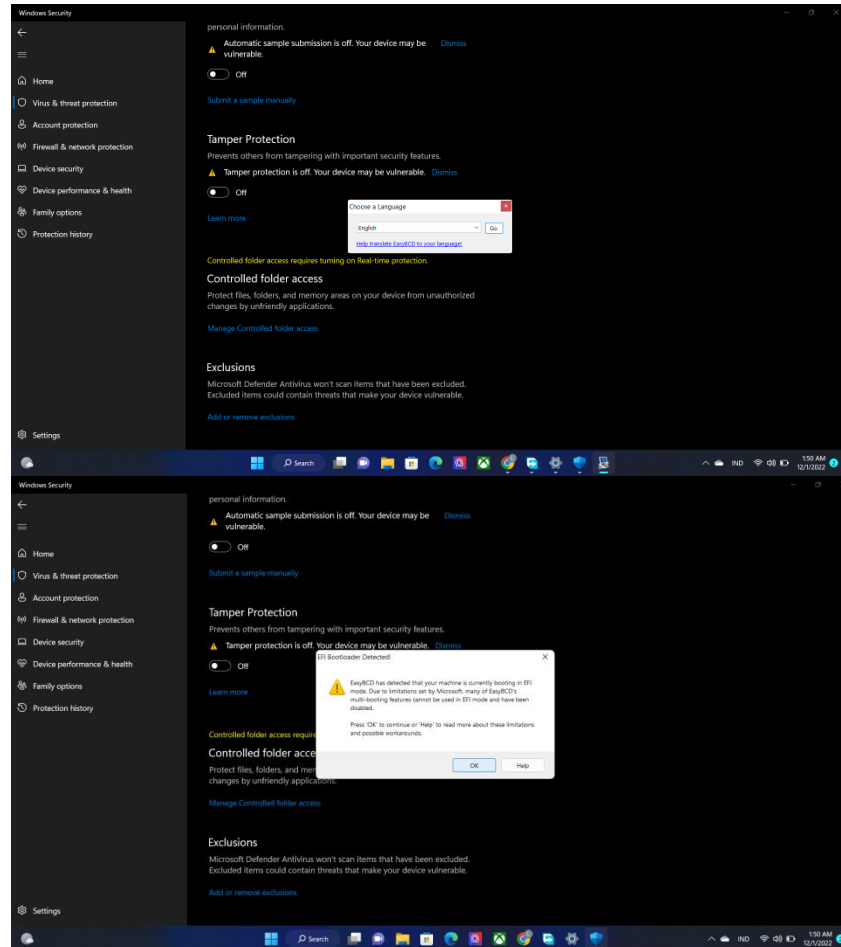 Windows Security
personal information.
Automatic sample submission is off. Your device may be
vulnerable.
Dismiss
Off
Home
Submit a sample manually
Virus & threat protection
Account protection
Tamper Protection
Firewall & network protection
Prevents others from tampering with important security features.
Device security
Tamper protection is off. Your device may be vulnerable. Dismiss
Device performance & health
Off
Family options
Learn more
Protection history
Choose a Language
English
Go
Help translate EasyBCD to your language!
Controlled folder access requires turning on Real-time protection.
Controlled folder access
Protect files, folders, and memory areas on your device from unauthorized
changes by unfriendly applications.
Manage Controlled folder access
Exclusions
Microsoft Defender Antivirus won't scan items that have been excluded.
Excluded items could contain threats that make your device vulnerable.
Add or remove exclusions
Settings
Search
IND
1:50 AM
12/1/2022
2
Windows Security
personal information.
Automatic sample submission is off. Your device may be
vulnerable.
Dismiss
Off
Home
Submit a sample manually
Virus & threat protection
Account protection
Tamper Protection
Firewall & network protection
Prevents others from tampering with important security features.
Device security
Tamper protection is off. Your device may be vulnerable. Dismiss
Device performance & health
Off
Family options
Learn more
Protection history
EFI Bootloader Detected!
EasyBCD has detected that your machine is currently booting in EFI
mode. Due to limitations set by Microsoft, many of EasyBCD's
multi-booting features cannot be used in EFI mode and have been
disabled.
Press 'OK' to continue or 'Help' to read more about these limitations
and possible workarounds.
OK
Help
Controlled folder access require
Controlled folder acce
Protect files, folders, and mem
changes by unfriendly applications.
Manage Controlled folder access
Exclusions
Microsoft Defender Antivirus won't scan items that have been excluded.
Excluded items could contain threats that make your device vulnerable.
Add or remove exclusions
Settings
Search
IND
1:50 AM
12/1/2022